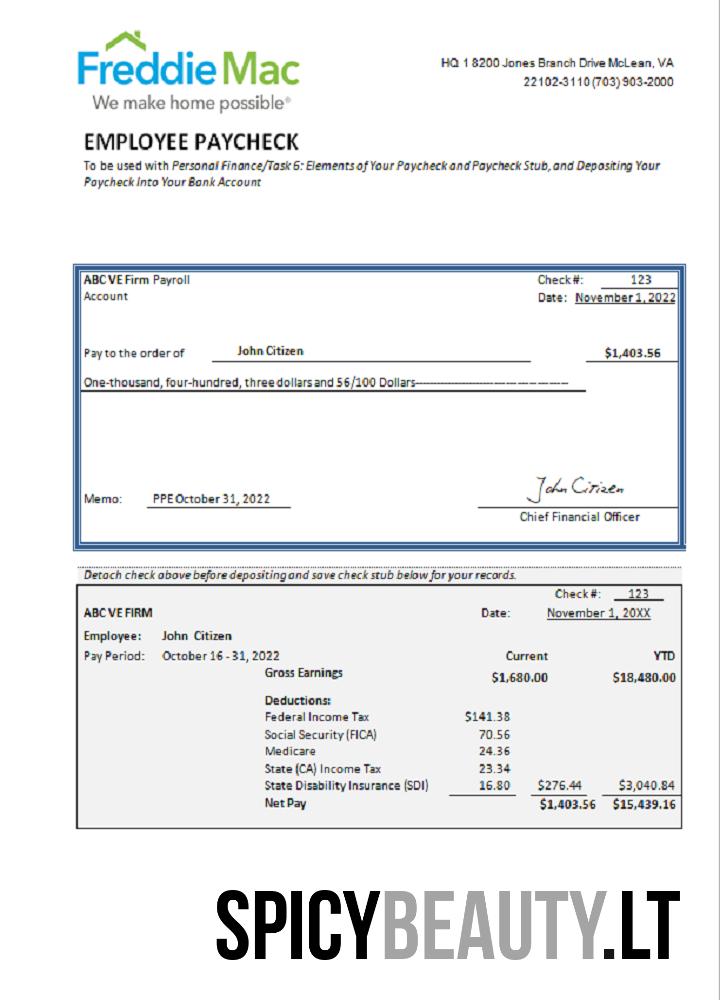 Freddie Mac
We make home possible®
HQ 1 8200 Jones Branch Drive McLean, VA
22102-3110 (703) 903-2000
EMPLOYEE PAYCHECK
To be used with Personal Finance/Task 6: Elements of Your Paycheck and Paycheck Stub, and Depositing Your
Paycheck Into Your Bank Account
ABC VE Firm Payroll Check #: 123
Account Date: November 1, 2022
Pay to the order of John Citizen $1,403.56
One-thousand, four-hundred, three dollars and 56/100 Dollars----------------------------------------
John Citizen
Memo: PPE October 31, 2022
Chief Financial Officer
Detach check above before depositing and save check stub below for your records.
Check #: 123
ABC VE FIRM Date: November 1, 20XX
Employee: John Citizen
Pay Period: October 16 - 31, 2022 Current YTD
Gross Earnings $1,680.00 $18,480.00
Deductions:
Federal Income Tax $141.38
Social Security (FICA) 70.56
Medicare 24.36
State (CA) Income Tax 23.34
State Disability Insurance (SDI) 16.80 $276.44 $3,040.84
Net Pay $1,403.56 $15,439.16
SPICYBEAUTY.LT